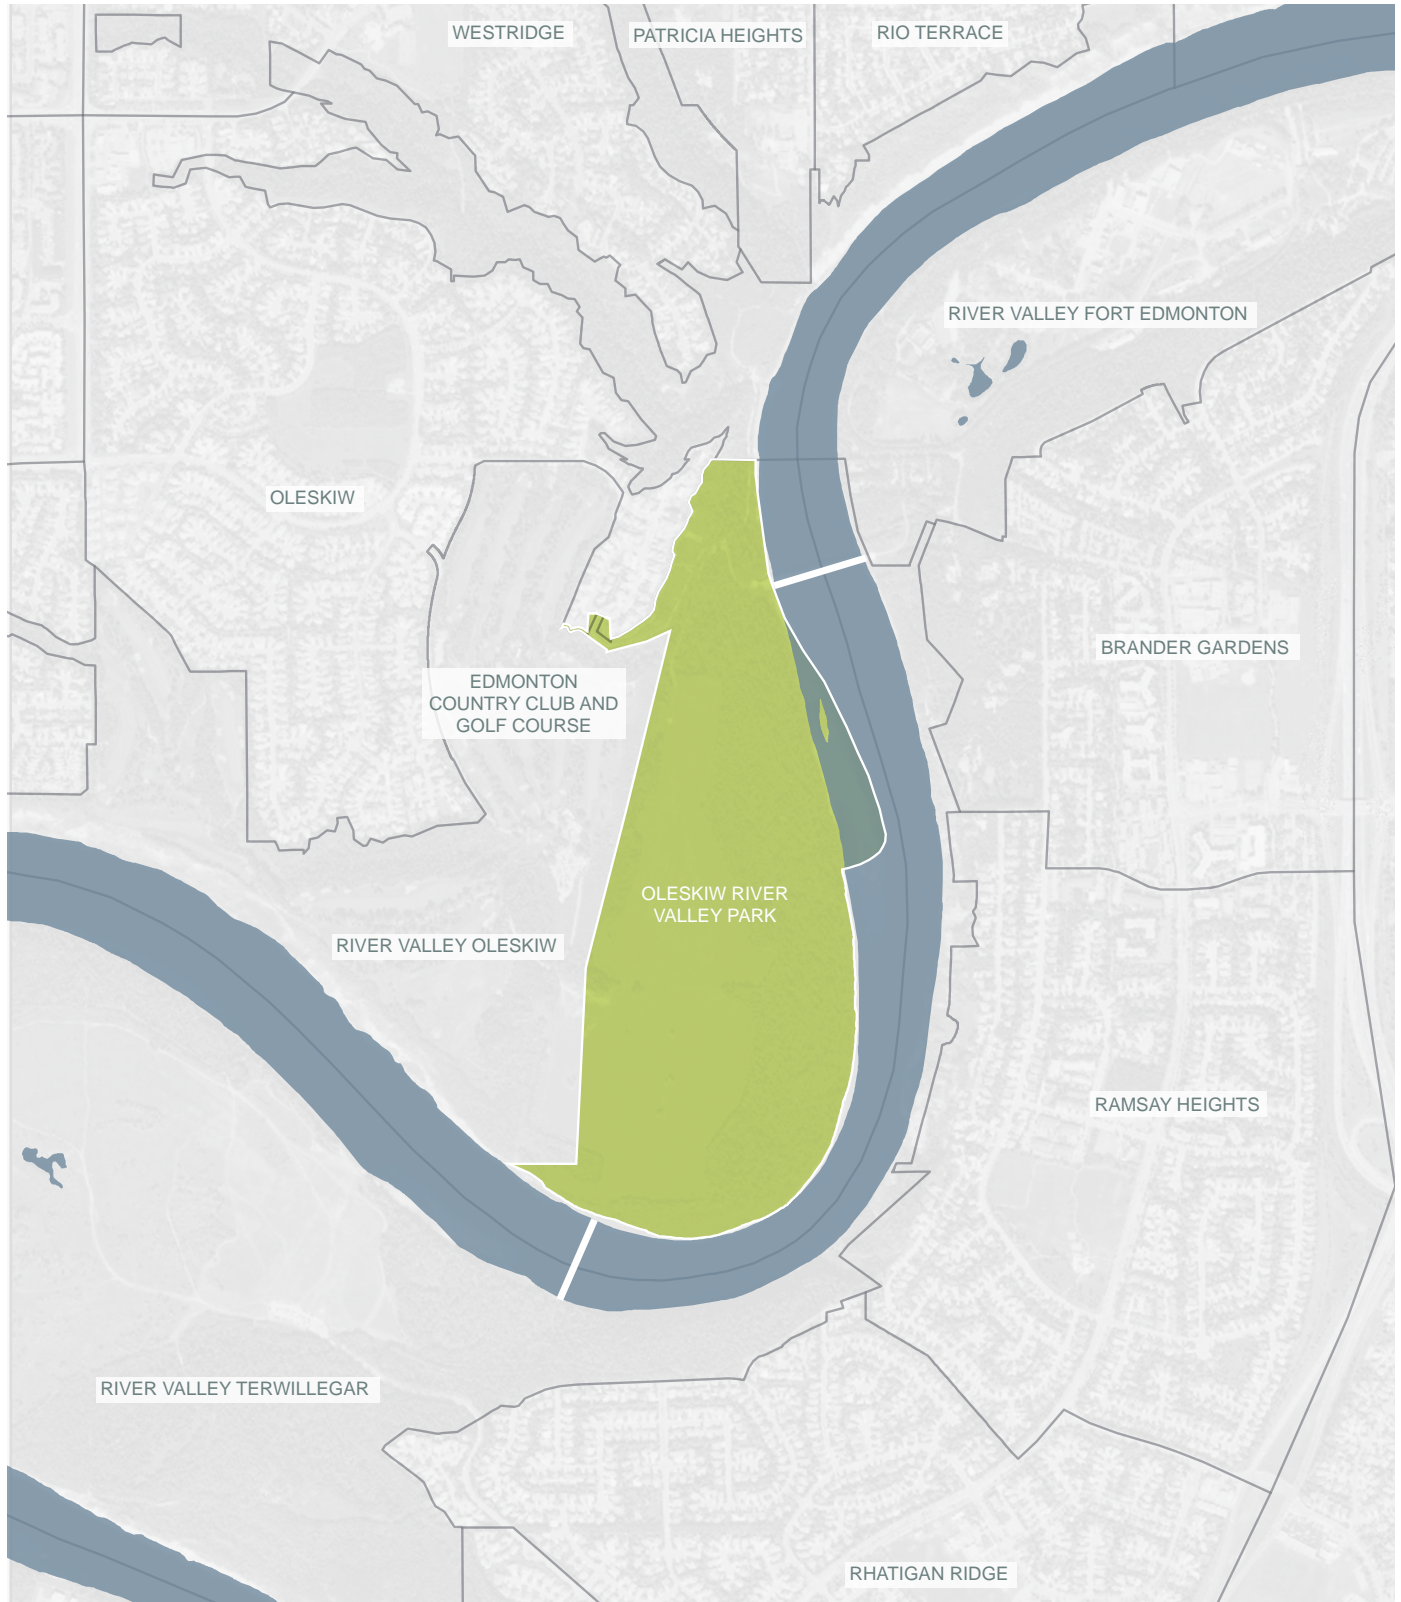 WESTRIDGE
PATRICIA HEIGHTS
RIO TERRACE
RIVER VALLEY FORT EDMONTON
OLESKIW
BRANDER GARDENS
EDMONTON
COUNTRY CLUB AND
GOLF COURSE
OLESKIW RIVER
VALLEY PARK
RIVER VALLEY OLESKIW
RAMSAY HEIGHTS
RIVER VALLEY TERWILLEGAR
RHATIGAN RIDGE